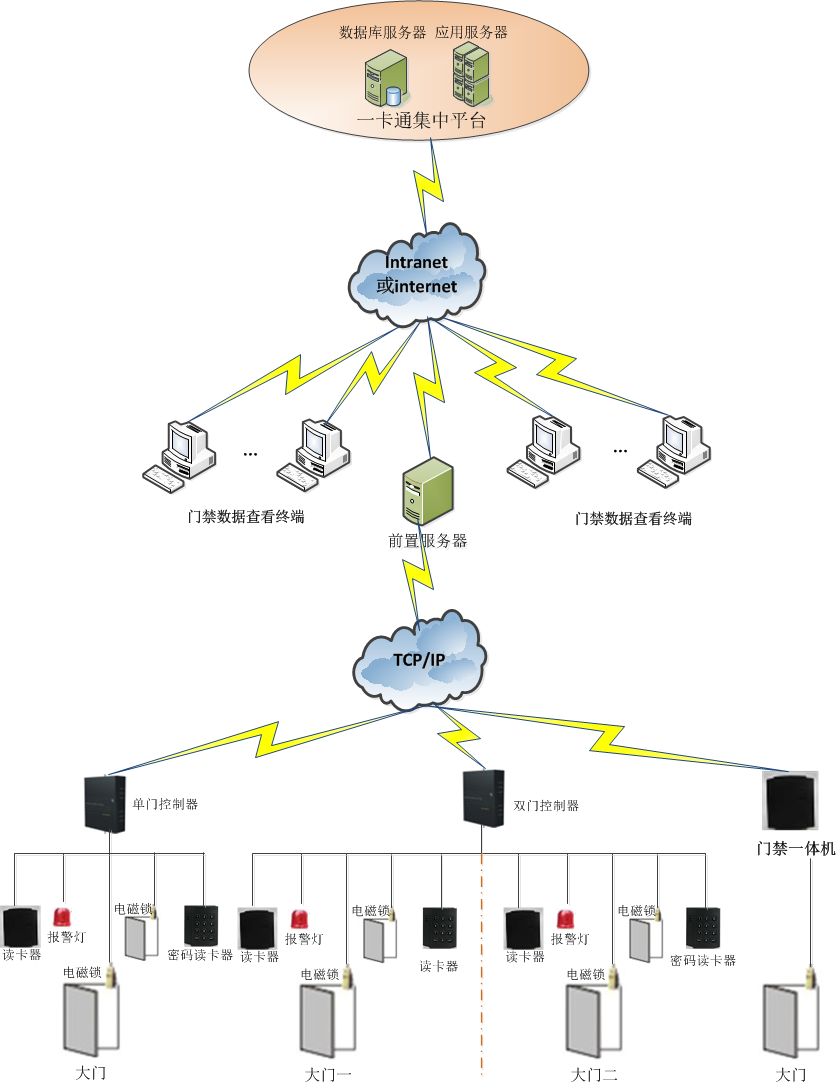 数据库服务器 应用服务器
一卡通集中平台
Intranet
或internet
...
...
门禁数据查看终端
门禁数据查看终端
前置服务器
TCP/IP
单门控制器
双门控制器
门禁一体机
电磁锁
电磁锁
电磁锁
报警灯
报警灯
报警灯
读卡器
密码读卡器
读卡器
读卡器
读卡器
密码读卡器
电磁锁
电磁锁
电磁锁
大门
大门一
大门二
大门